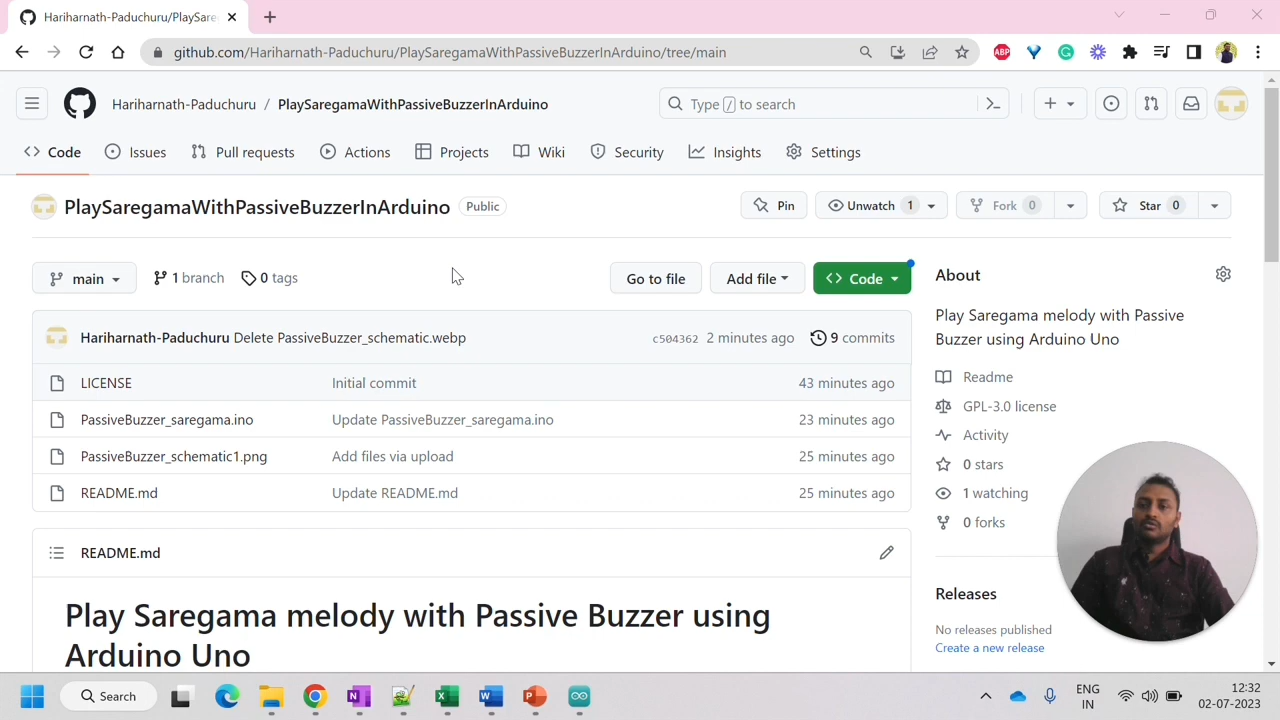 Hariharnath-Paduchuru/PlaySare
github.com/Hariharnath-Paduchuru/PlaySaregamaWithPassiveBuzzerInArduino/tree/main
ABP
Hariharnath-Paduchuru / PlaySaregamaWithPassiveBuzzerInArduino
Type / to search
Code Issues Pull requests Actions Projects Wiki Security Insights Settings
PlaySaregamaWithPassiveBuzzerInArduino Public
Pin Unwatch 1 Fork 0 Star 0
main 1 branch 0 tags Go to file Add file Code
About
Play Saregama melody with Passive
Buzzer using Arduino Uno
Hariharnath-Paduchuru Delete PassiveBuzzer_schematic.webp c504362 2 minutes ago 9 commits
LICENSE Initial commit 43 minutes ago
PassiveBuzzer_saregama.ino Update PassiveBuzzer_saregama.ino 23 minutes ago
PassiveBuzzer_schematic1.png Add files via upload 25 minutes ago
README.md Update README.md 25 minutes ago
Readme
GPL-3.0 license
Activity
0 stars
1 watching
0 forks
README.md
Play Saregama melody with Passive Buzzer using
Arduino Uno
Releases
No releases published
Create a new release
Search
ENG
IN
12:32
02-07-2023